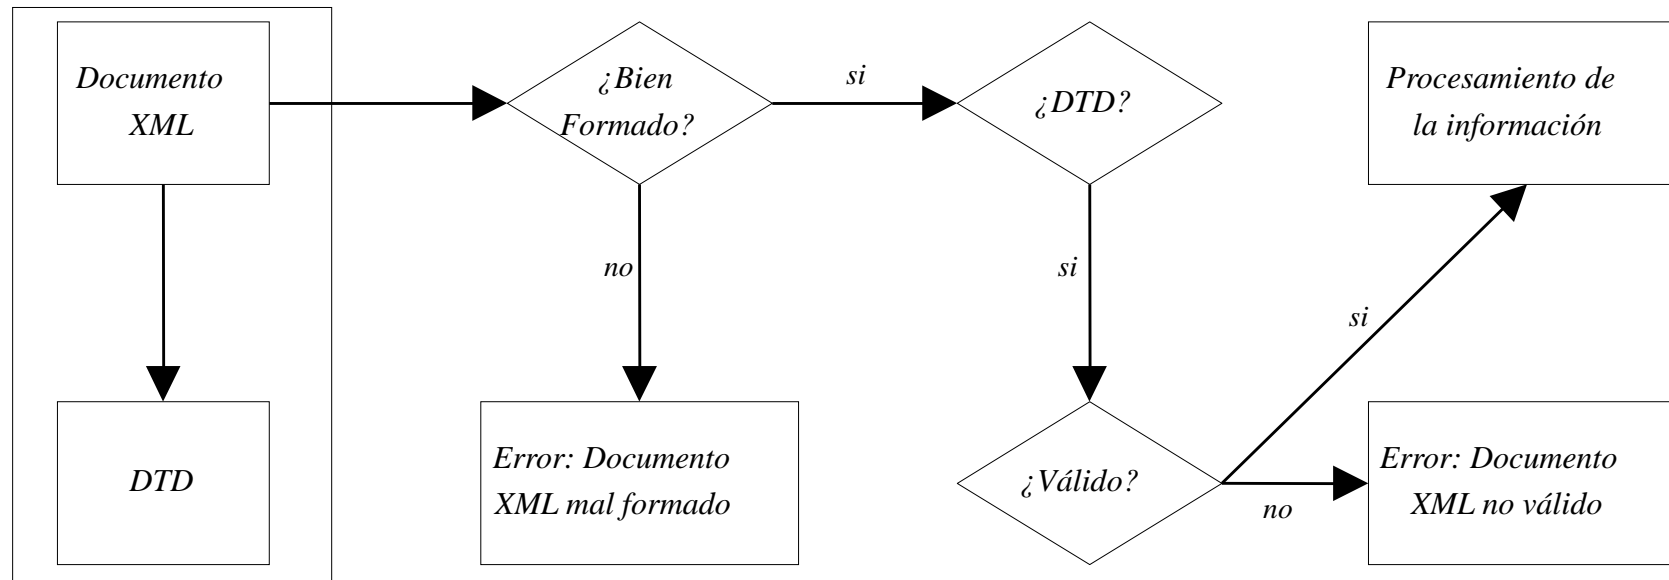 Documento
XML
¿Bien
Formado?
si
¿DTD?
Procesamiento de
la información
no
si
si
DTD
Error: Documento
XML mal formado
¿Válido?
no
Error: Documento
XML no válido